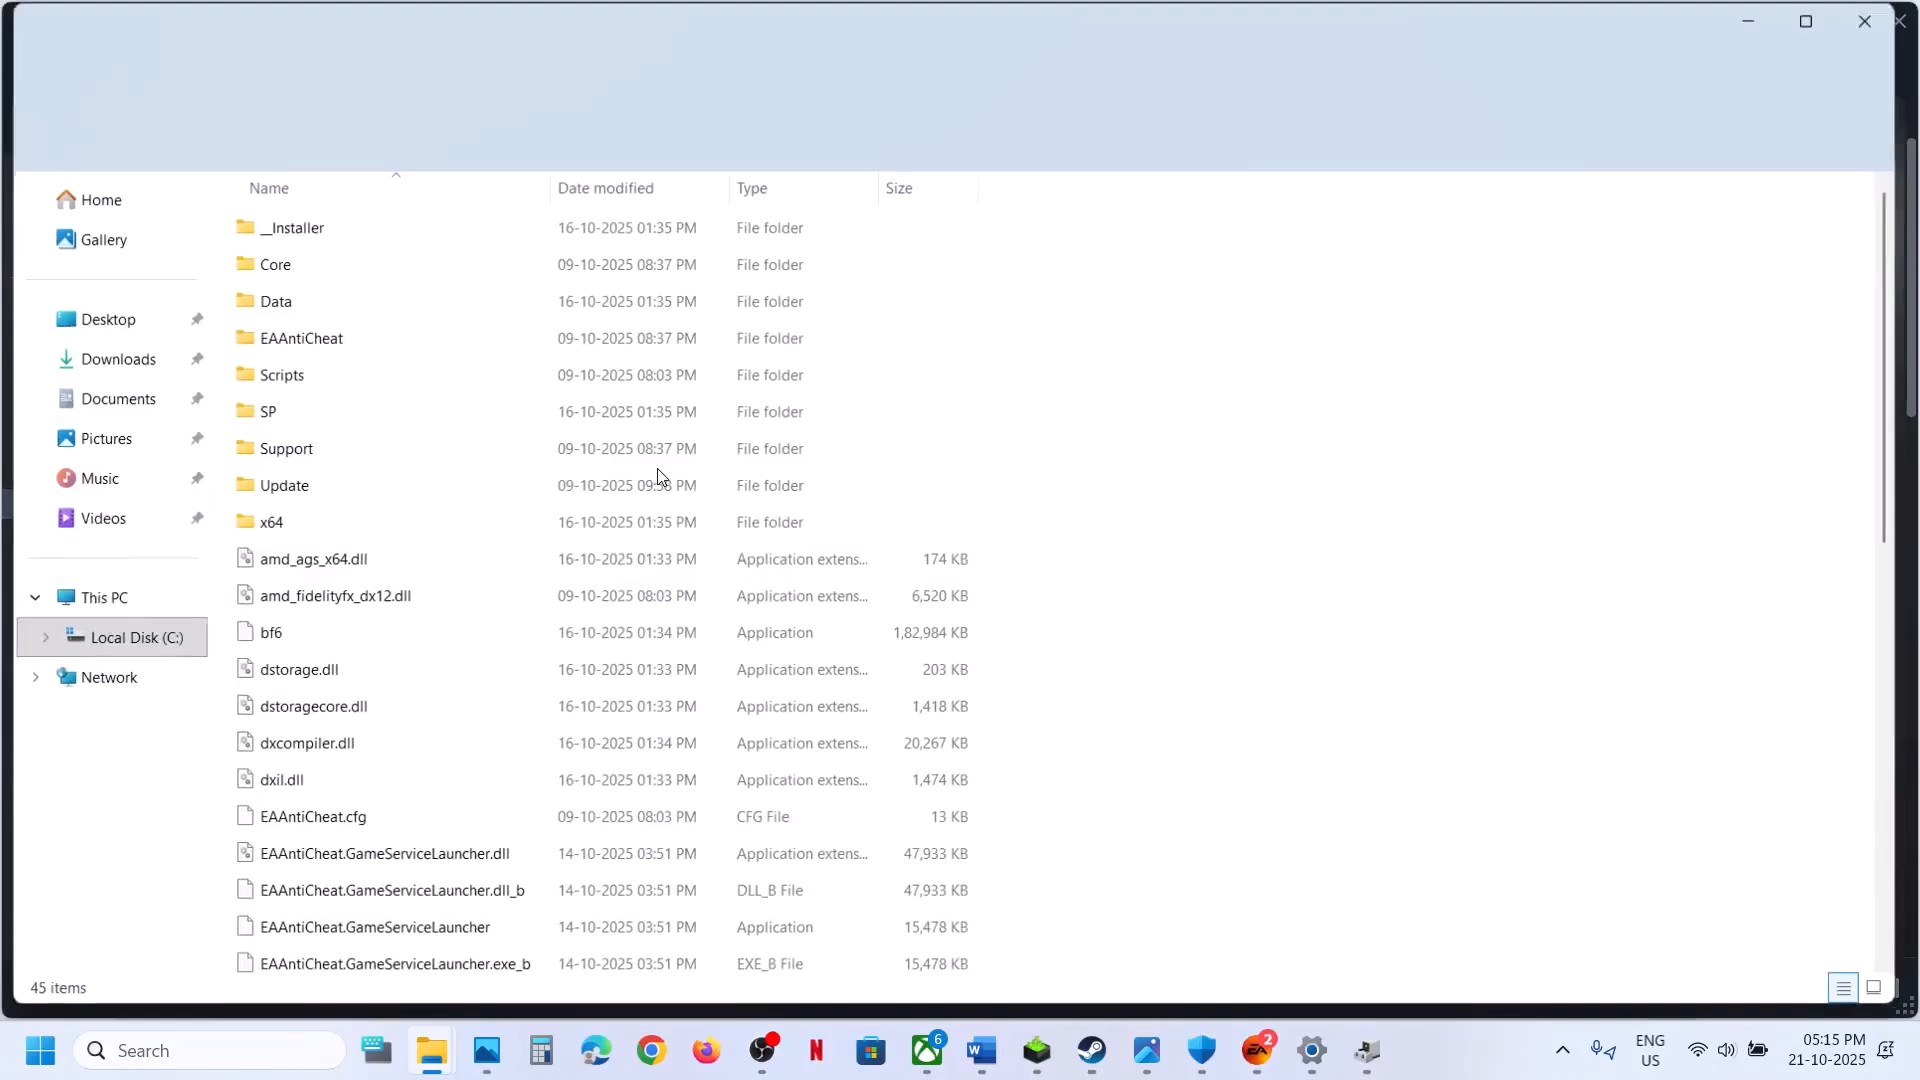 Name Date modified Type Size
Home
Gallery
Desktop
Downloads
Documents
Pictures
Music
Videos
This PC
Local Disk (C:)
Network
__Installer 16-10-2025 01:35 PM File folder
Core 09-10-2025 08:37 PM File folder
Data 16-10-2025 01:35 PM File folder
EAAntiCheat 09-10-2025 08:37 PM File folder
Scripts 09-10-2025 08:03 PM File folder
SP 16-10-2025 01:35 PM File folder
Support 09-10-2025 08:37 PM File folder
Update 09-10-2025 PM File folder
x64 16-10-2025 01:35 PM File folder
amd_ags_x64.dll 16-10-2025 01:33 PM Application extens... 174 KB
amd_fidelityfx_dx12.dll 09-10-2025 08:03 PM Application extens... 6,520 KB
bf6 16-10-2025 01:34 PM Application 1,82,984 KB
dstorage.dll 16-10-2025 01:33 PM Application extens... 203 KB
dstoragecore.dll 16-10-2025 01:33 PM Application extens... 1,418 KB
dxcompiler.dll 16-10-2025 01:34 PM Application extens... 20,267 KB
dxil.dll 16-10-2025 01:33 PM Application extens... 1,474 KB
EAAntiCheat.cfg 09-10-2025 08:03 PM CFG File 13 KB
EAAntiCheat.GameServiceLauncher.dll 14-10-2025 03:51 PM Application extens... 47,933 KB
EAAntiCheat.GameServiceLauncher.dll_b 14-10-2025 03:51 PM DLL_B File 47,933 KB
EAAntiCheat.GameServiceLauncher 14-10-2025 03:51 PM Application 15,478 KB
EAAntiCheat.GameServiceLauncher.exe_b 14-10-2025 03:51 PM EXE_B File 15,478 KB
45 items
Search
N
6
W
EA
2
ENG
US
05:15 PM
21-10-2025